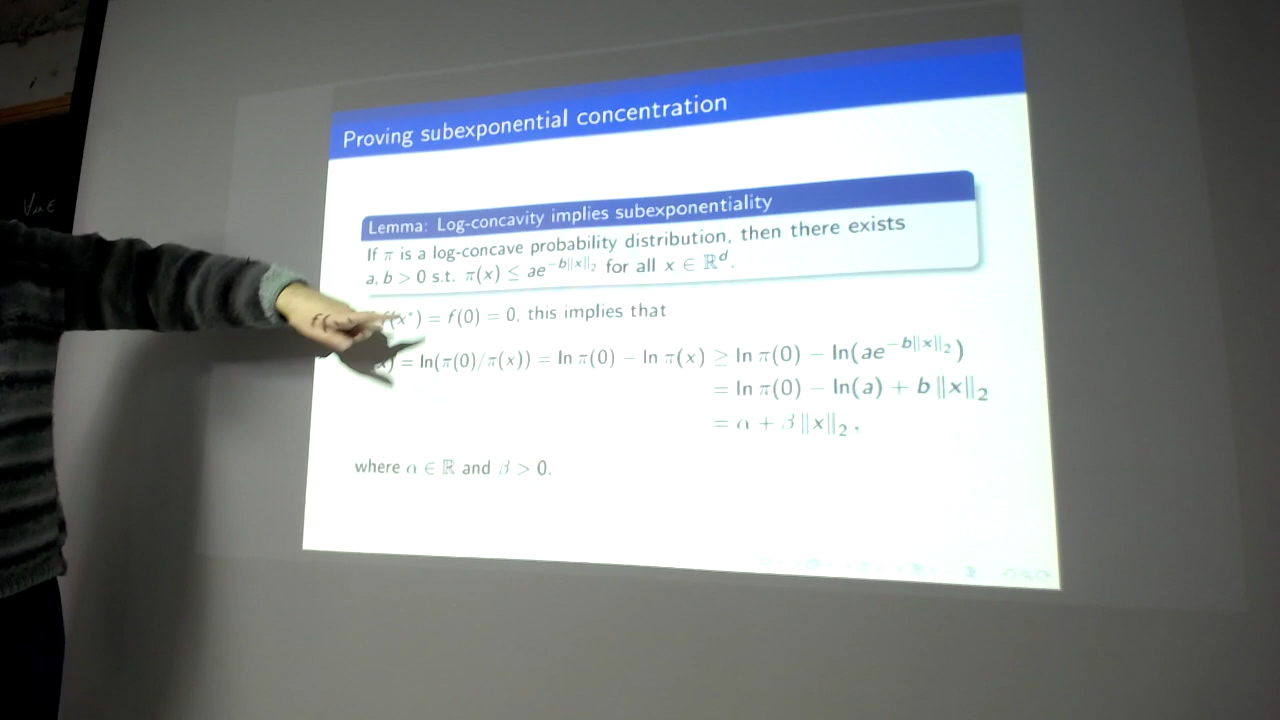 Proving subexponential concentration
Lemma: Log-concavity implies subexponentiality
If π is a log-concave probability distribution, then there exists
a, b > 0 s.t. π(x) ≤ ae^{−b‖x‖₂} for all x ∈ ℝ^d.
f(x*) = f(0) = 0, this implies that
x) = ln(π(0)/π(x)) = ln π(0) − ln π(x) ≥ ln π(0) − ln(ae^{−b‖x‖₂})
= ln π(0) − ln(a) + b‖x‖₂
= α + β‖x‖₂,
where α ∈ ℝ and β > 0.